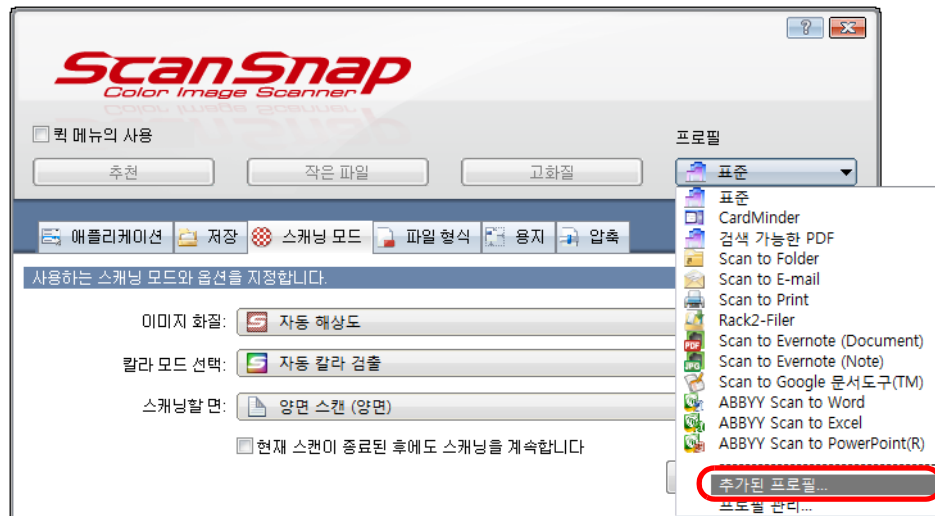 ScanSnap
Color Image Scanner
퀵 메뉴의 사용
프로필
추천
작은 파일
고화질
표준
애플리케이션
저장
스캐닝 모드
파일 형식
용지
압축
사용하는 스캐닝 모드와 옵션을 지정합니다.
이미지 화질:
자동 해상도
칼라 모드 선택:
자동 칼라 검출
스캐닝할 면:
양면 스캔 (양면)
현재 스캔이 종료된 후에도 스캐닝을 계속합니다
표준
CardMinder
검색 가능한 PDF
Scan to Folder
Scan to E-mail
Scan to Print
Rack2-Filer
Scan to Evernote (Document)
Scan to Evernote (Note)
Scan to Google 문서도구(TM)
ABBYY Scan to Word
ABBYY Scan to Excel
ABBYY Scan to PowerPoint(R)
추가된 프로필...
프로필 관리...